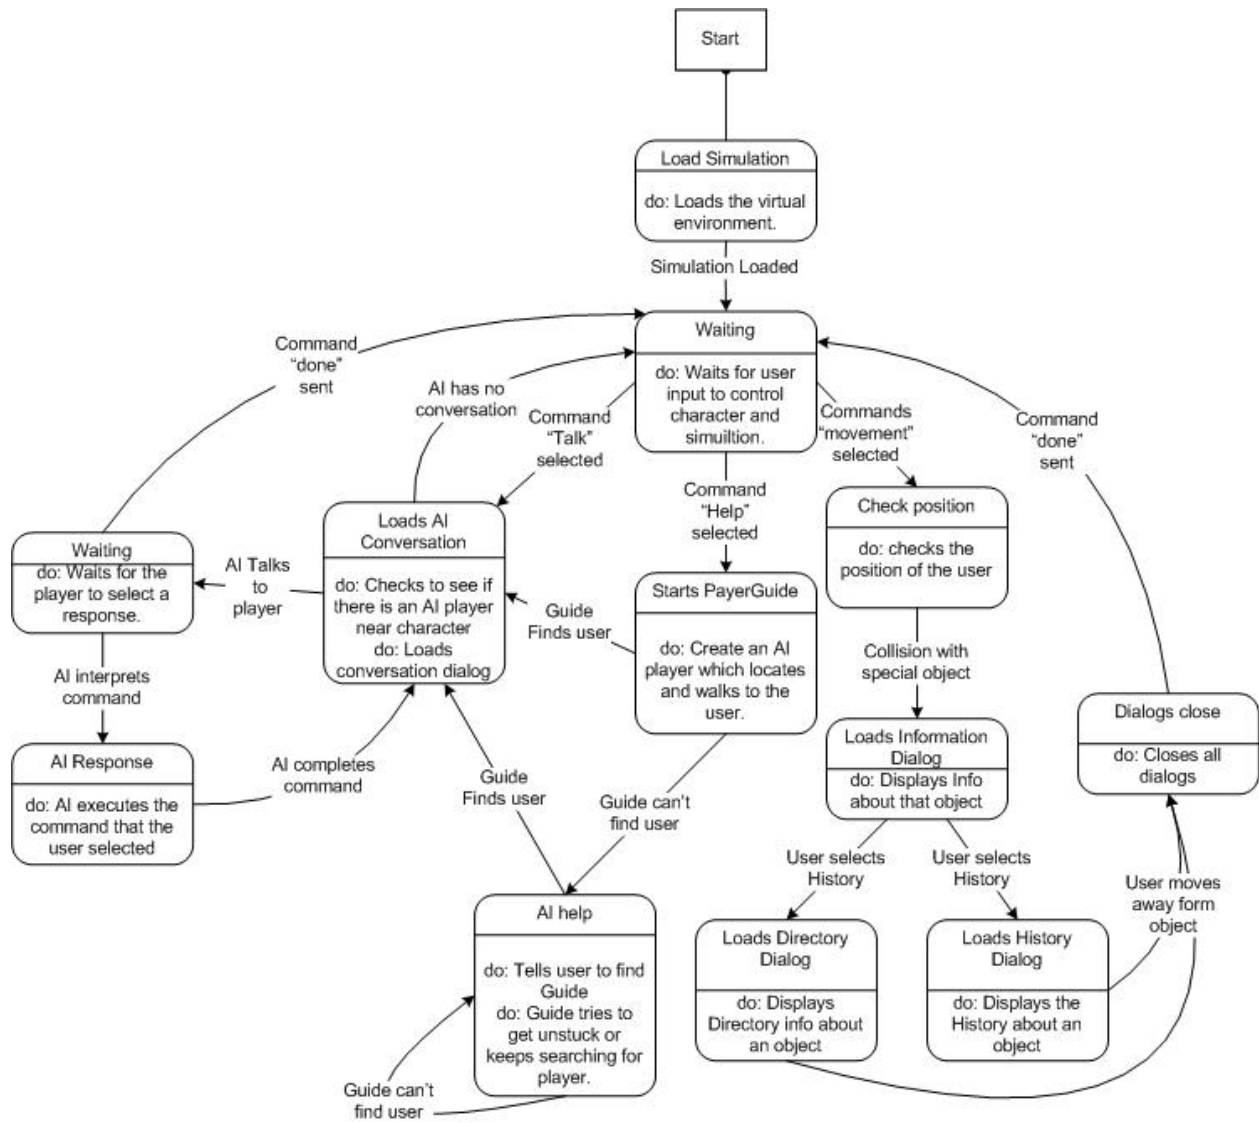 Start
Load Simulation
do: Loads the virtual
environment.
Simulation Loaded
Waiting
do: Waits for user
input to control
character and
simuiltion.
Command
“done”
sent
AI has no
conversation
Command
“Talk”
selected
Commands
“movement”
selected
Command
“done”
sent
Command
“Help”
selected
Loads AI
Conversation
do: Checks to see if
there is an AI player
near character
do: Loads
conversation dialog
Check position
do: checks the
position of the user
Waiting
do: Waits for the
player to select a
response.
AI Talks
to
player
Guide
Finds user
Starts PayerGuide
do: Create an AI
player which locates
and walks to the
user.
Collision with
special object
AI interprets
command
Dialogs close
do: Closes all
dialogs
Loads Information
Dialog
do: Displays Info
about that object
AI Response
do: AI executes the
command that the
user selected
AI completes
command
Guide
Finds user
Guide can't
find user
User selects
History
User selects
History
User moves
away form
object
AI help
do: Tells user to find
Guide
do: Guide tries to
get unstuck or
keeps searching for
player.
Loads Directory
Dialog
do: Displays
Directory info about
an object
Loads History
Dialog
do: Displays the
History about an
object
Guide can't
find user